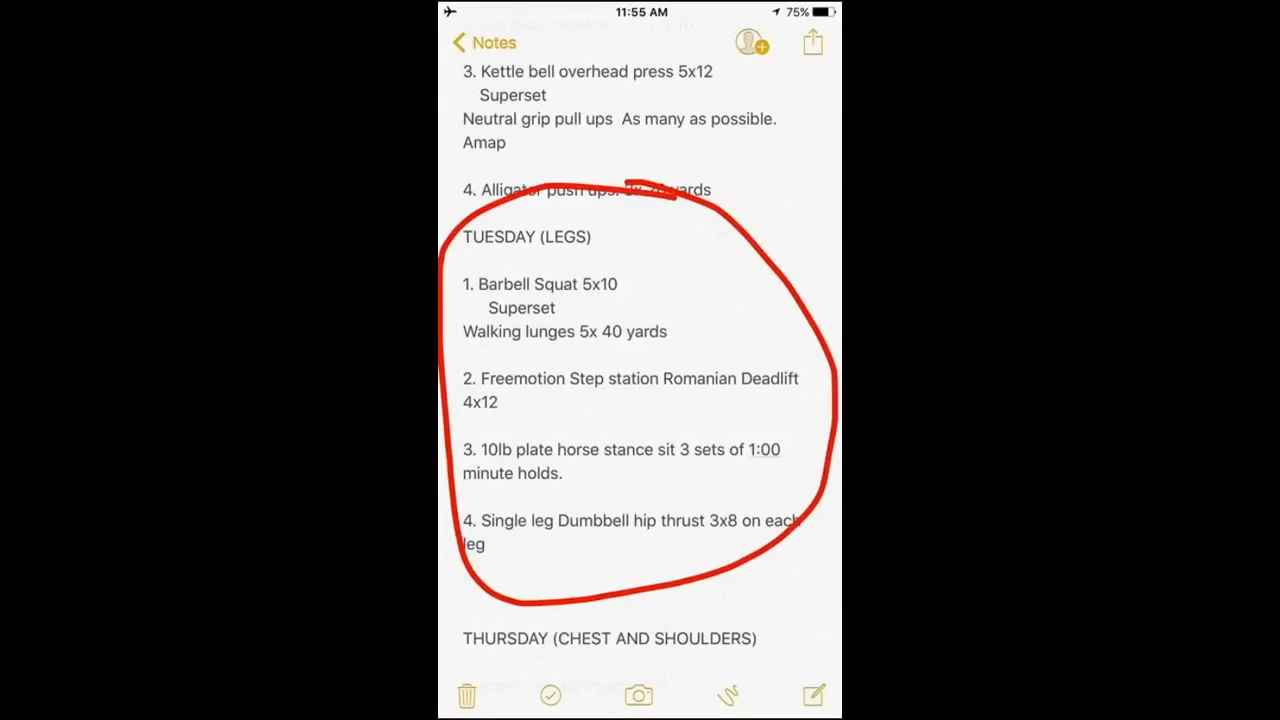 11:55 AM
75%
Notes
3. Kettle bell overhead press 5x12
Superset
Neutral grip pull ups As many as possible.
Amap
4. Alligator push ups. 3x 20 yards
TUESDAY (LEGS)
1. Barbell Squat 5x10
Superset
Walking lunges 5x 40 yards
2. Freemotion Step station Romanian Deadlift
4x12
3. 10lb plate horse stance sit 3 sets of 1:00
minute holds.
4. Single leg Dumbbell hip thrust 3x8 on each
leg
THURSDAY (CHEST AND SHOULDERS)